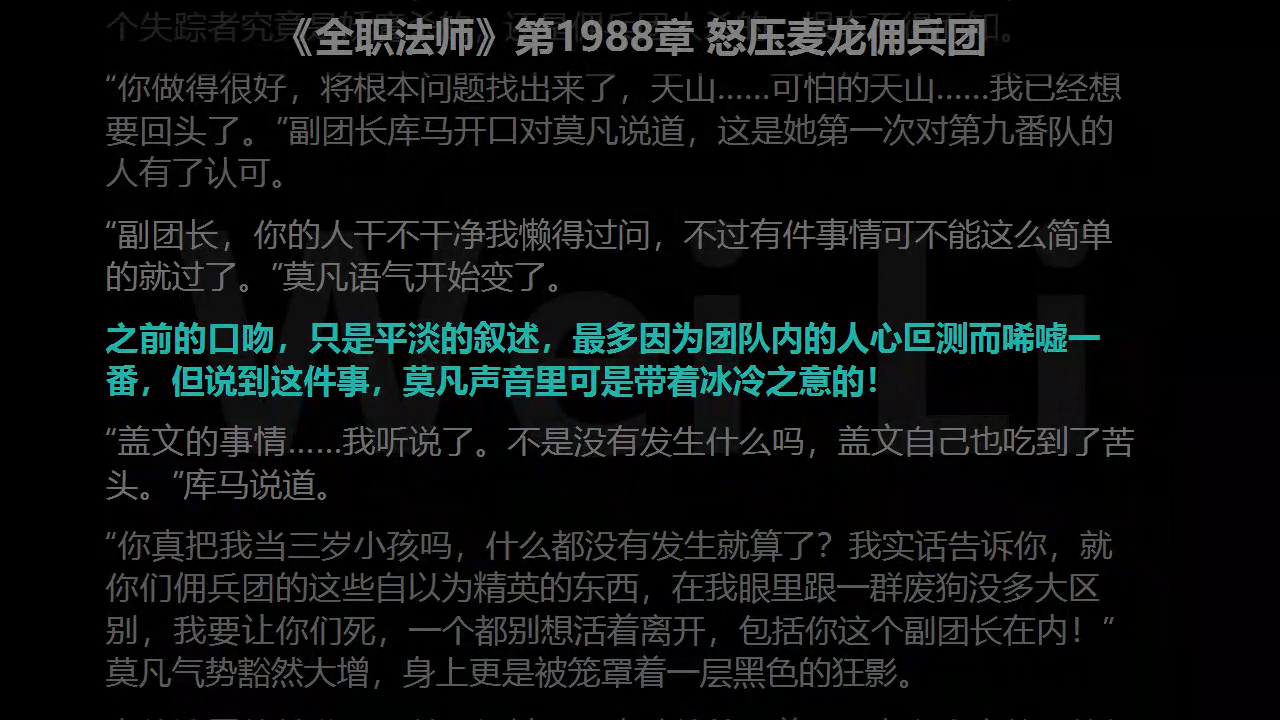 《全职法师》第1988章 怒压麦龙佣兵团
“你做得很好，将根本问题找出来了，天山……可怕的天山……我已经想
要回头了。”副团长库马开口对莫凡说道，这是她第一次对第九番队的
人有了认可。
“副团长，你的人干不干净我懒得过问，不过有件事情可不能这么简单
的就过了。”莫凡语气开始变了。
之前的口吻，只是平淡的叙述，最多因为团队内的人心叵测而唏嘘一
番，但说到这件事，莫凡声音里可是带着冰冷之意的！
“盖文的事情……我听说了。不是没有发生什么吗，盖文自己也吃到了苦
头。”库马说道。
“你真把我当三岁小孩吗，什么都没有发生就算了？我实话告诉你，就
你们佣兵团的这些自以为精英的东西，在我眼里跟一群废狗没多大区
别，我要让你们死，一个都别想活着离开，包括你这个副团长在内！”
莫凡气势豁然大增，身上更是被笼罩着一层黑色的狂影。
Wei Li